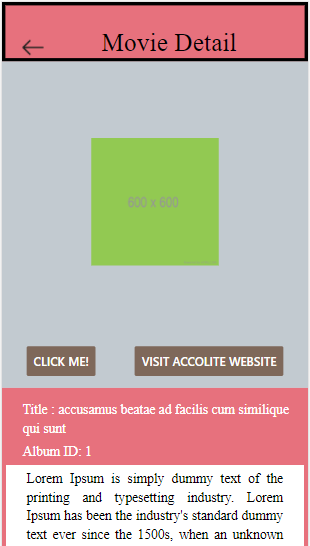 Movie Detail
600 x 600
CLICK ME!
VISIT ACCOLITE WEBSITE
Title : accusamus beatae ad facilis cum similique
qui sunt
Album ID: 1
Lorem Ipsum is simply dummy text of the
printing and typesetting industry. Lorem
Ipsum has been the industry's standard dummy
text ever since the 1500s, when an unknown